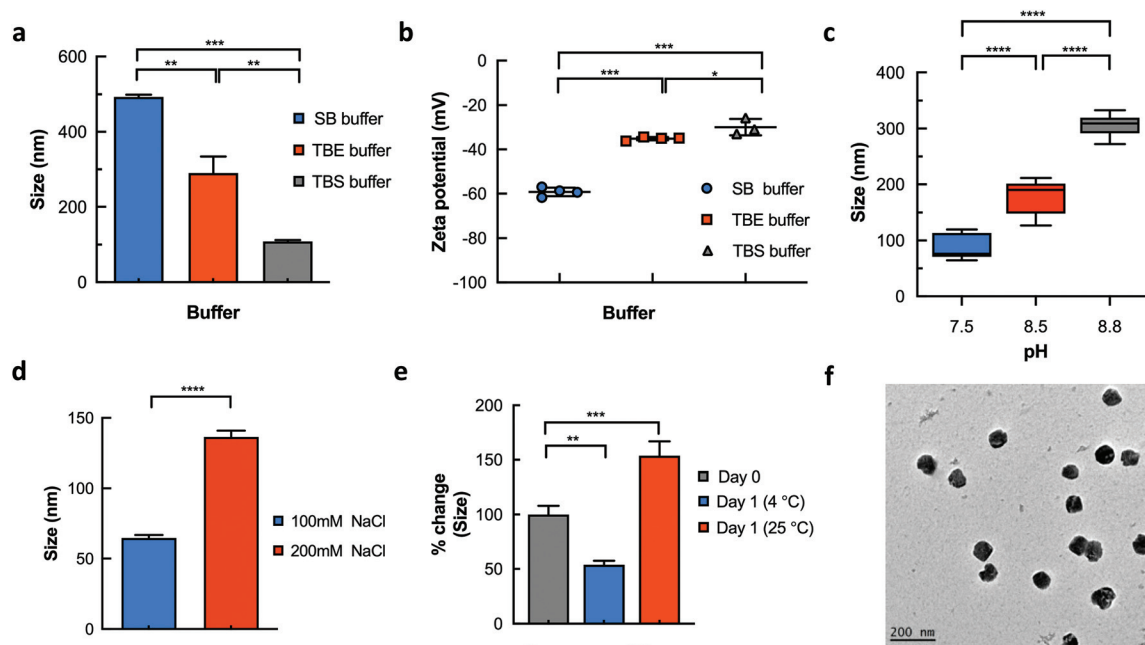 a
***
**
**
600
400
200
0
Size (nm)
SB buffer
TBE buffer
TBS buffer
Buffer
b
***
***
*
0
-20
-40
-60
-80
-100
Zeta potential (mV)
SB buffer
TBE buffer
TBS buffer
Buffer
c
****
****
****
400
300
200
100
0
Size (nm)
7.5
8.5
8.8
pH
d
****
150
100
50
0
Size (nm)
100mM NaCl
200mM NaCl
e
***
**
200
150
100
50
0
% change
(Size)
Day 0
Day 1 (4 °C)
Day 1 (25 °C)
f
200 nm